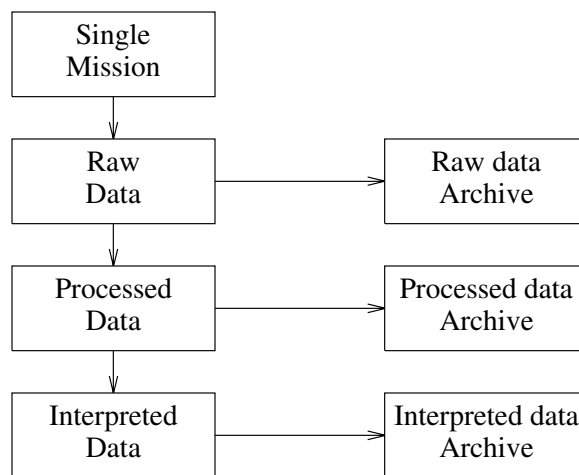 Single
Mission
Raw
Data
Raw data
Archive
Processed
Data
Processed data
Archive
Interpreted
Data
Interpreted data
Archive